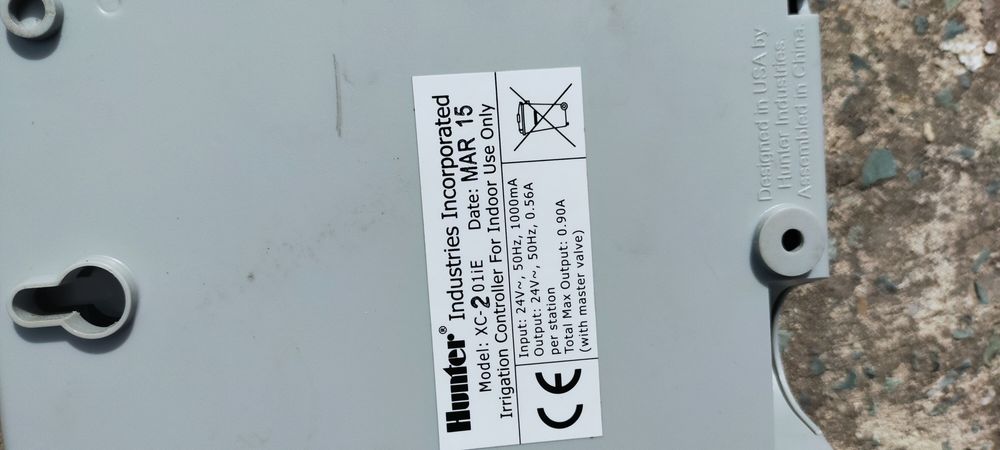 Hunter® Industries Incorporated
Model: XC-201iE Date: MAR 15
Irrigation Controller For Indoor Use Only
Input: 24V~, 50Hz, 1000mA
Output: 24V~, 50Hz, 0.56A
per station
Total Max Output: 0.90A
(with master valve)
CE
Designed in USA by
Hunter Industries.
Assembled in China.